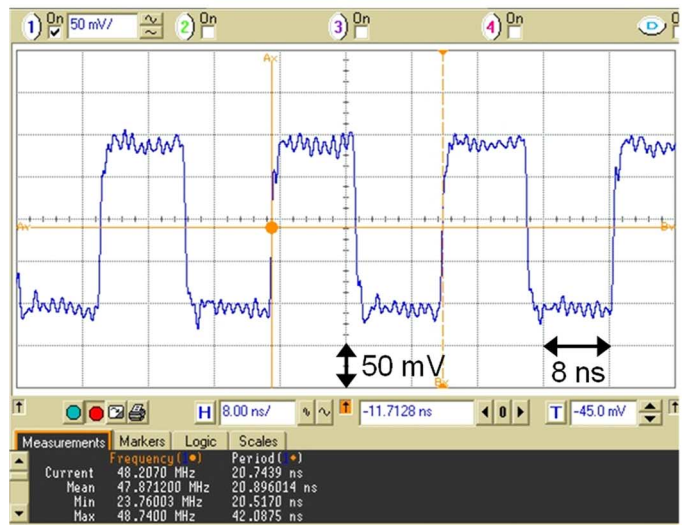 1) On 50 mV/ 2) On 3) On 4) On
Ax
50 mV
8 ns
Bx
H 8.00 ns/ -11.7128 ns 0 T -45.0 mV
Measurements Markers Logic Scales
Frequency(1) Period(1)
Current 48.2070 MHz 20.7439 ns
Mean 47.871200 MHz 20.896014 ns
Min 23.76003 MHz 20.5170 ns
Max 48.7400 MHz 42.0875 ns